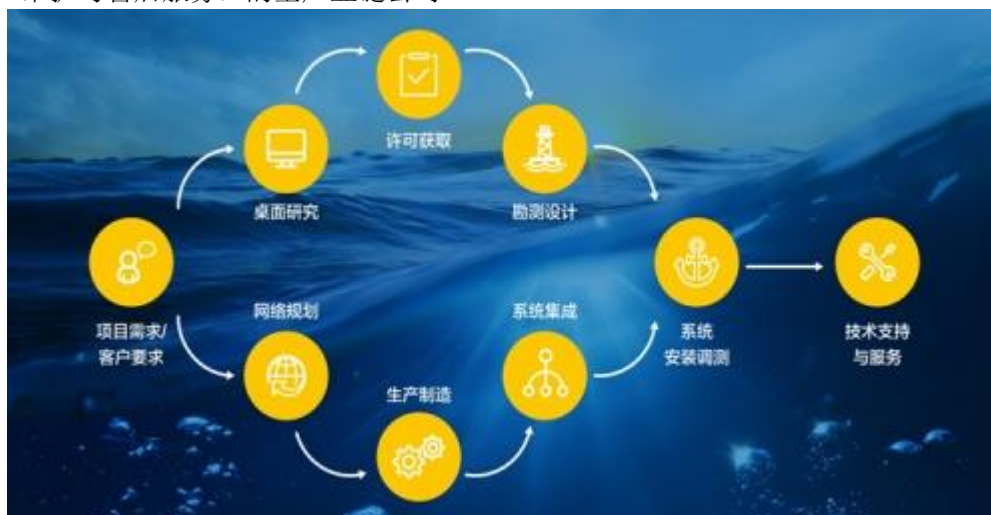 许可获取
桌面研究
勘测设计
项目需求/
客户要求
网络规划
生产制造
系统集成
系统
安装调测
技术支持
与服务